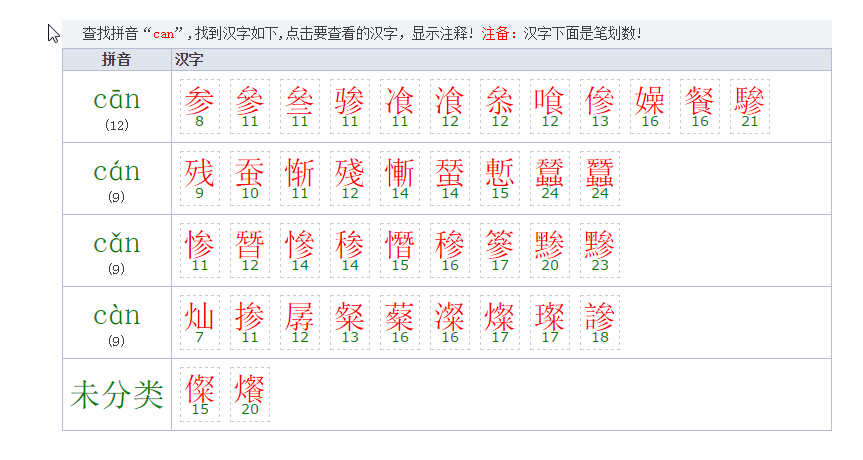 查找拼音“can”,找到汉字如下,点击要查看的汉字，显示注释! 注备：汉字下面是笔划数!
拼音 汉字
cān 参 參 叄 骖 飡 湌 叅 喰 傪 嬠 餐 驂
(12) 8 11 11 11 11 12 12 12 13 16 16 21
cán 残 蚕 惭 殘 慚 蝅 慙 蠶 蠺
(9) 9 10 11 12 14 14 15 24 24
cǎn 惨 朁 慘 穇 憯 穇 篸 黪 黲
(9) 11 12 14 14 15 16 17 20 23
càn 灿 掺 孱 粲 薒 澯 燦 璨 謲
(9) 7 11 12 13 16 16 17 17 18
未分类 儏 爘
15 20